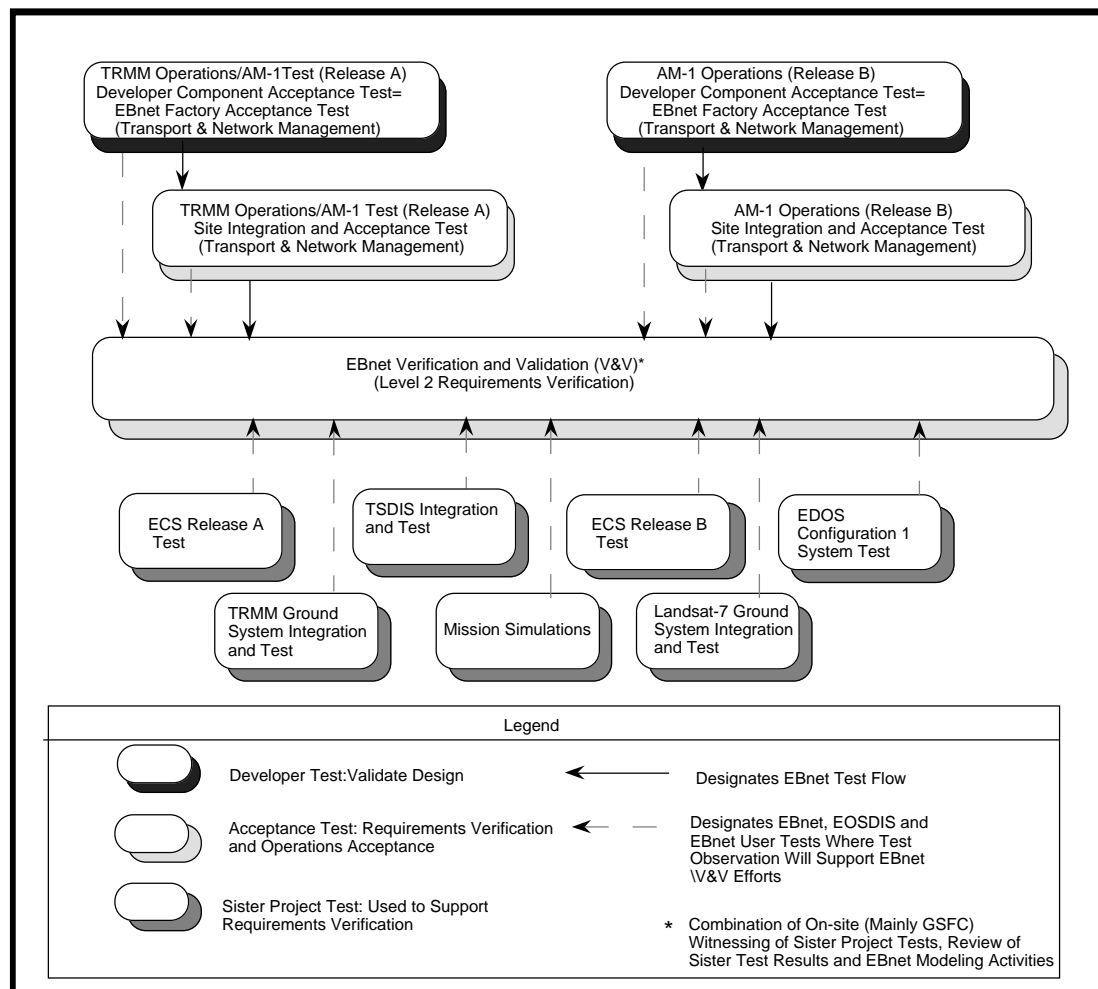 TRMM Operations/AM-1Test (Release A)
Developer Component Acceptance Test=
EBnet Factory Acceptance Test
(Transport & Network Management)
AM-1 Operations (Release B)
Developer Component Acceptance Test=
EBnet Factory Acceptance Test
(Transport & Network Management)
TRMM Operations/AM-1 Test (Release A)
Site Integration and Acceptance Test
(Transport & Network Management)
AM-1 Operations (Release B)
Site Integration and Acceptance Test
(Transport & Network Management)
EBnet Verification and Validation (V&V)*
(Level 2 Requirements Verification)
ECS Release A
Test
TSDIS Integration
and Test
ECS Release B
Test
EDOS
Configuration 1
System Test
TRMM Ground
System Integration
and Test
Mission Simulations
Landsat-7 Ground
System Integration
and Test
Legend
Developer Test:Validate Design
Designates EBnet Test Flow
Acceptance Test: Requirements Verification
and Operations Acceptance
Designates EBnet, EOSDIS and
EBnet User Tests Where Test
Observation Will Support EBnet
\V&V Efforts
Sister Project Test: Used to Support
Requirements Verification
* Combination of On-site (Mainly GSFC)
Witnessing of Sister Project Tests, Review of
Sister Test Results and EBnet Modeling Activities